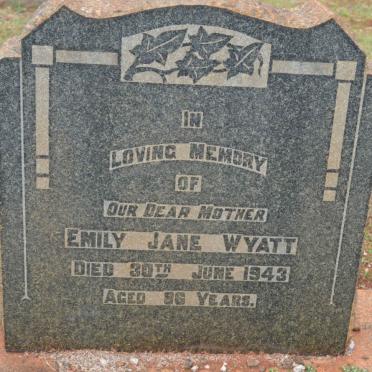 IN
LOVING MEMORY
OF
OUR DEAR MOTHER
EMILY JANE WYATT
DIED 30TH JUNE 1943
AGED 86 YEARS.